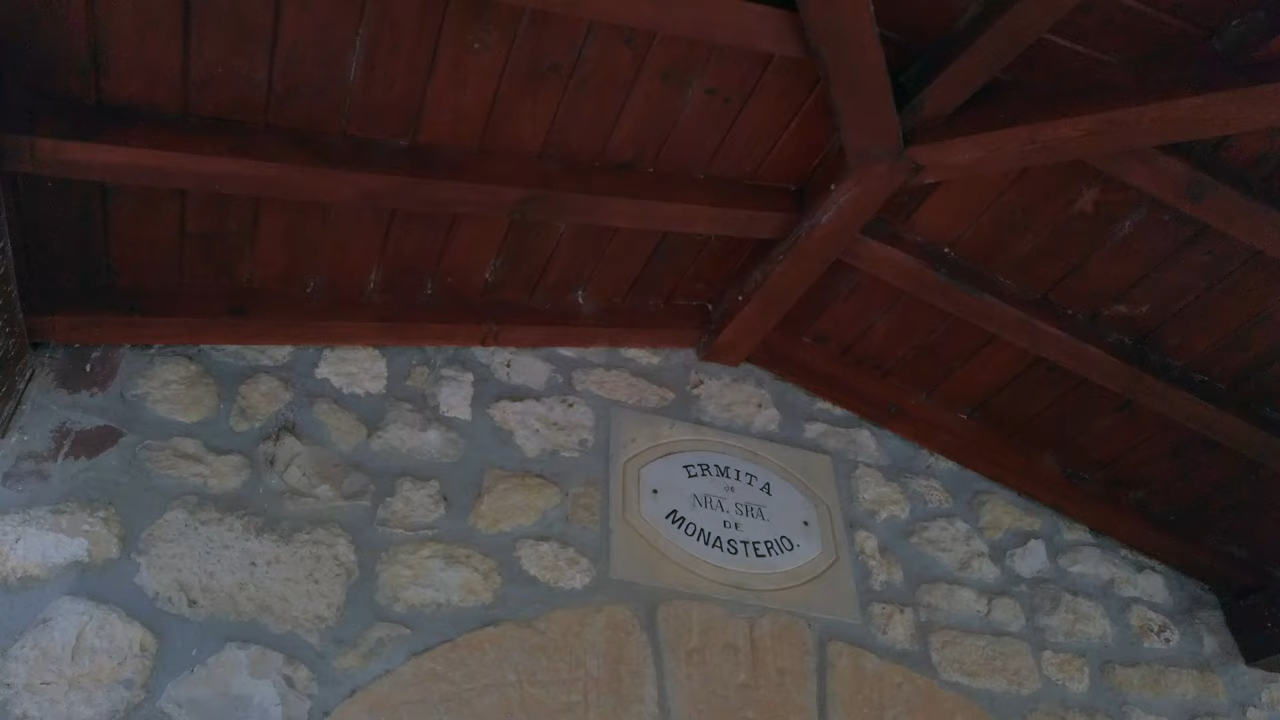 ERMITA
de
NRA. SRA.
DE
MONASTERIO.